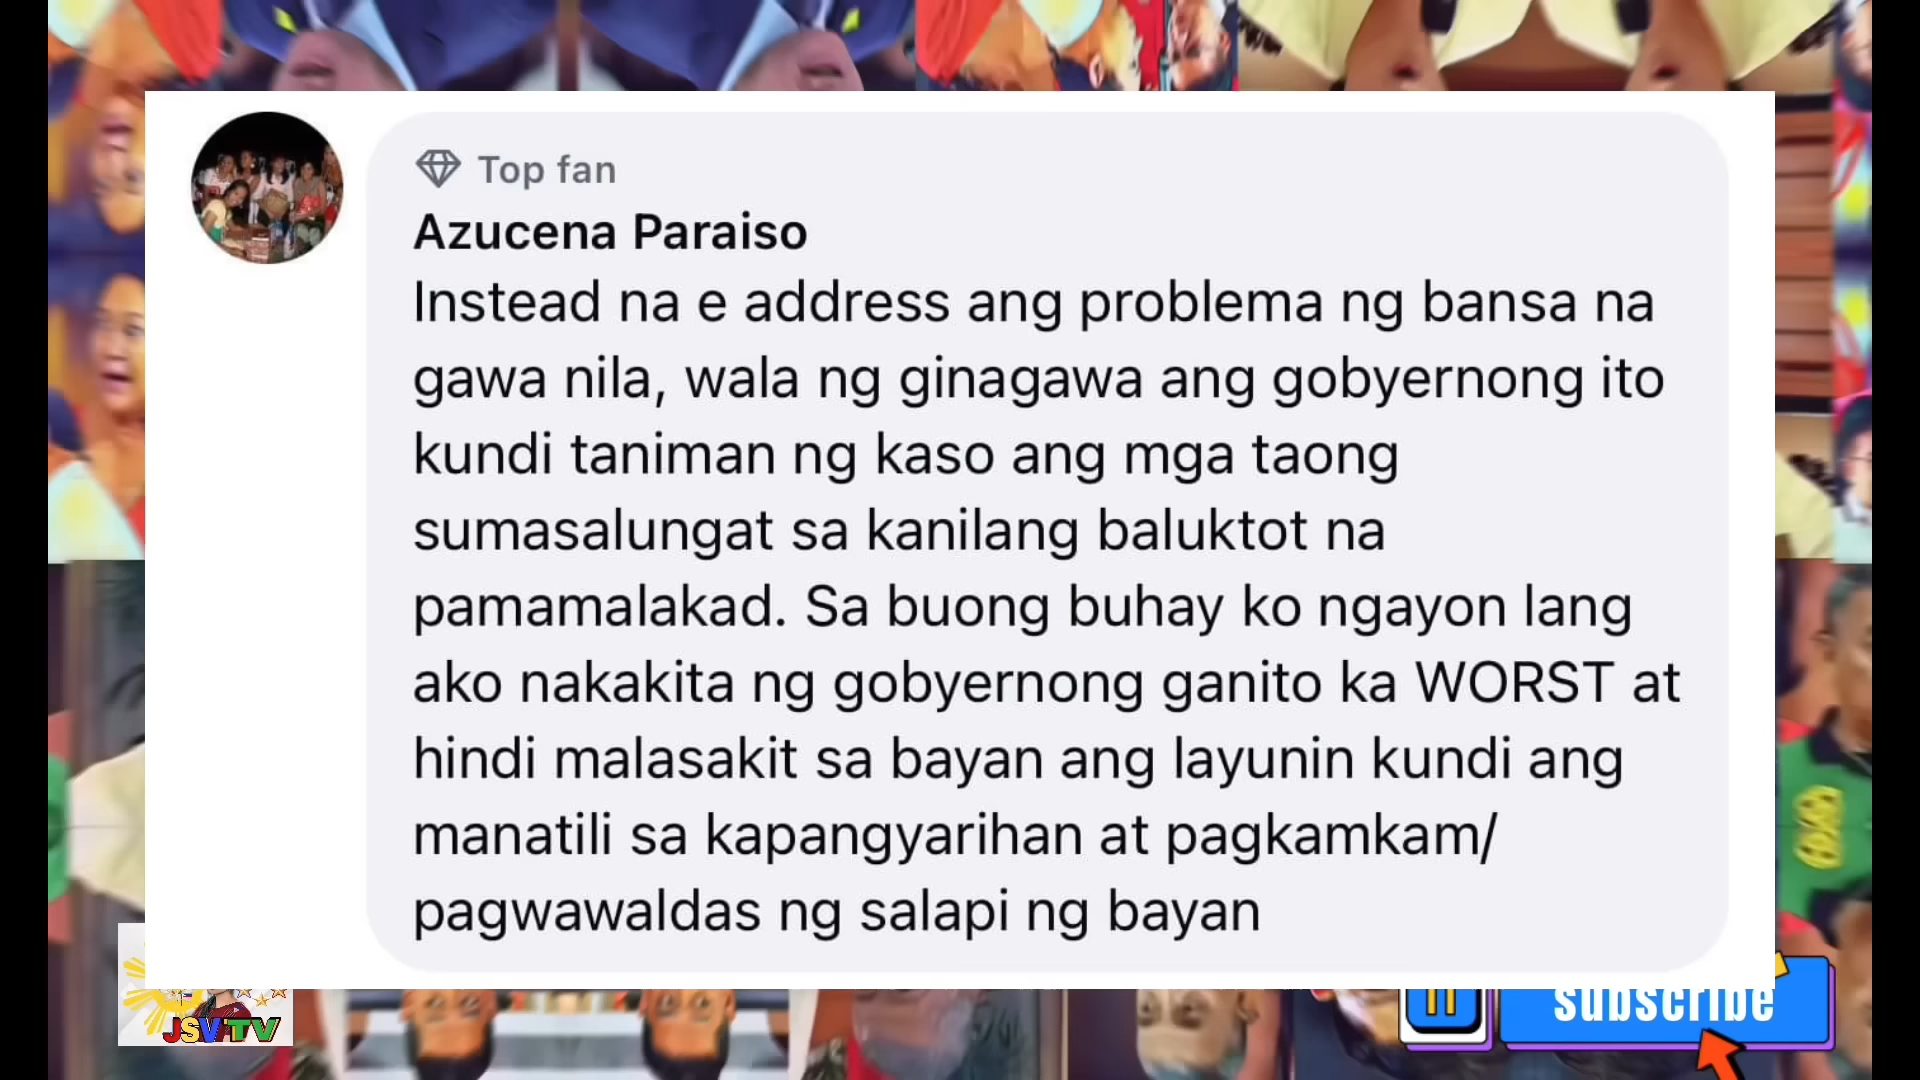 Top fan
Azucena Paraiso
Instead na e address ang problema ng bansa na
gawa nila, wala ng ginagawa ang gobyernong ito
kundi taniman ng kaso ang mga taong
sumasalungat sa kanilang baluktot na
pamamalakad. Sa buong buhay ko ngayon lang
ako nakakita ng gobyernong ganito ka WORST at
hindi malasakit sa bayan ang layunin kundi ang
manatili sa kapangyarihan at pagkamkam/
pagwawaldas ng salapi ng bayan
JSV TV
subscribe